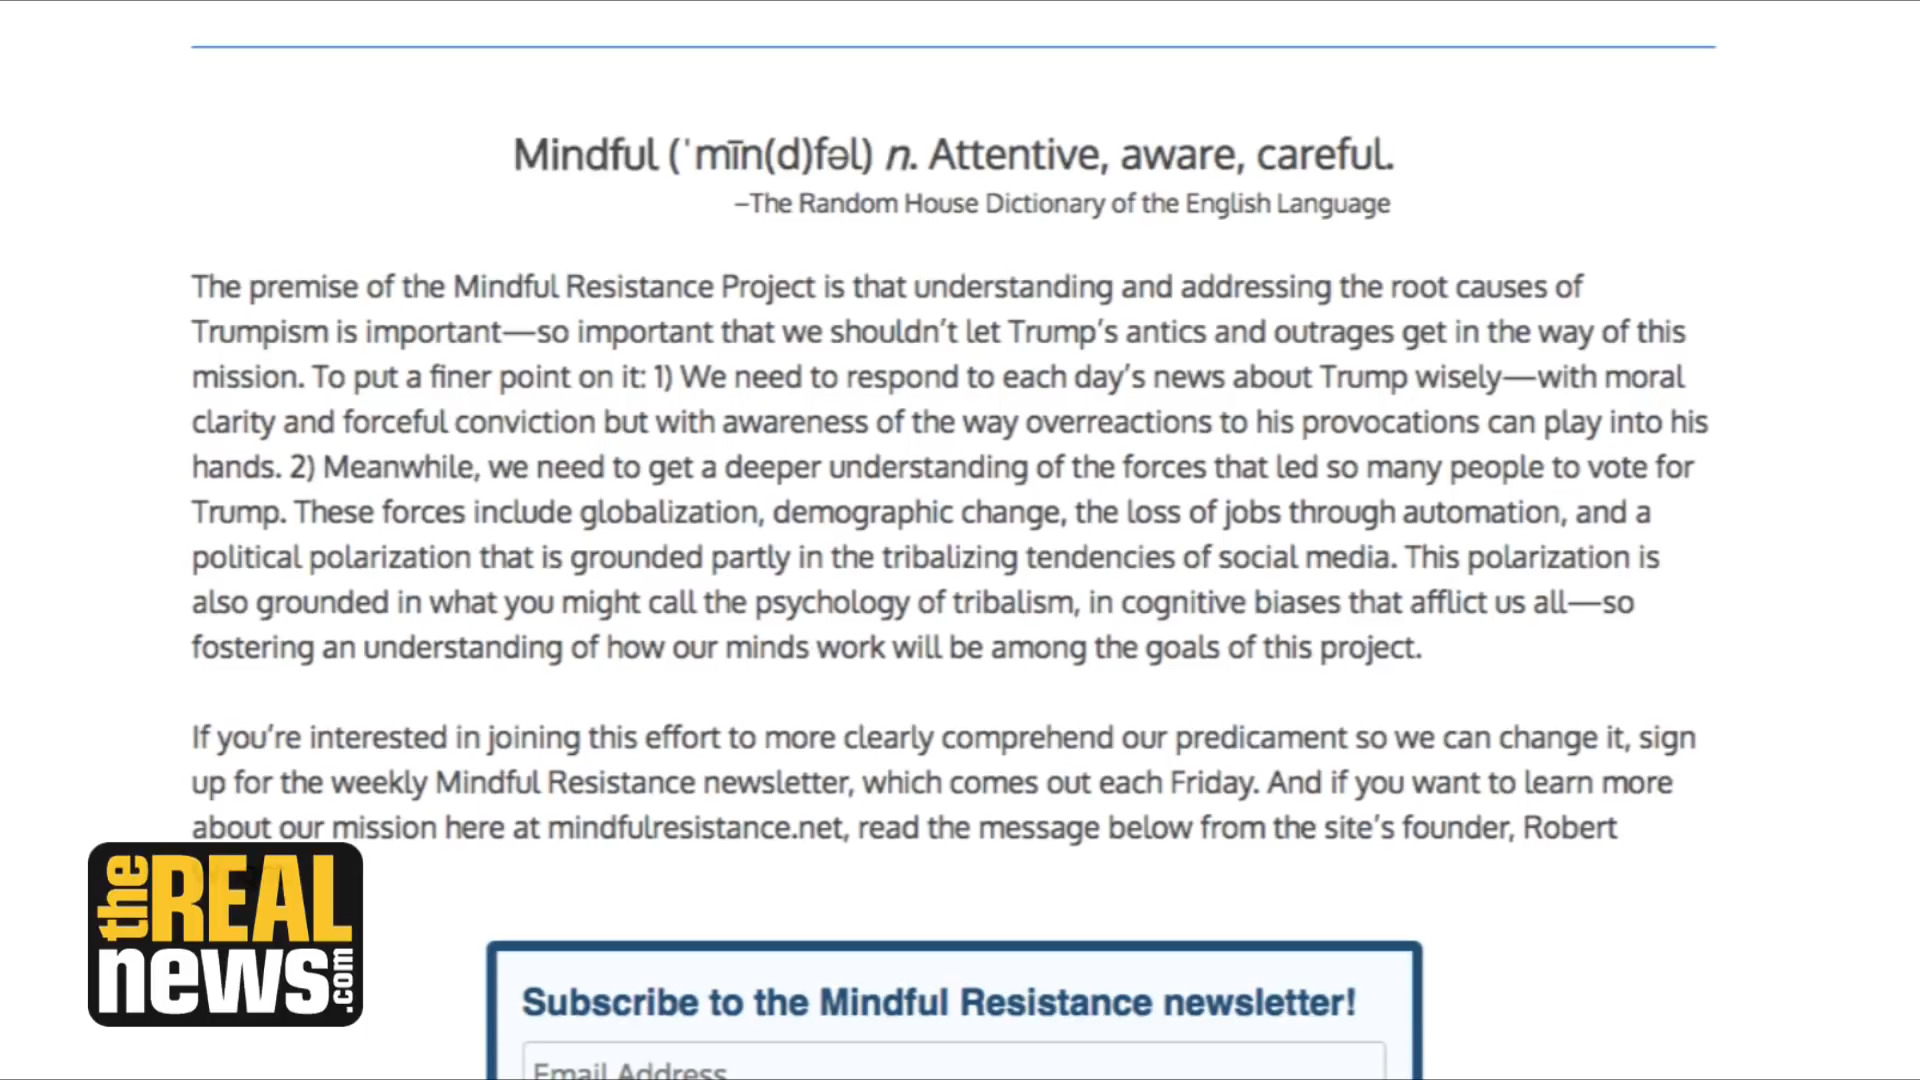 Mindful (ˈmīn(d)fəl) n. Attentive, aware, careful.
–The Random House Dictionary of the English Language
The premise of the Mindful Resistance Project is that understanding and addressing the root causes of
Trumpism is important—so important that we shouldn’t let Trump’s antics and outrages get in the way of this
mission. To put a finer point on it: 1) We need to respond to each day’s news about Trump wisely—with moral
clarity and forceful conviction but with awareness of the way overreactions to his provocations can play into his
hands. 2) Meanwhile, we need to get a deeper understanding of the forces that led so many people to vote for
Trump. These forces include globalization, demographic change, the loss of jobs through automation, and a
political polarization that is grounded partly in the tribalizing tendencies of social media. This polarization is
also grounded in what you might call the psychology of tribalism, in cognitive biases that afflict us all—so
fostering an understanding of how our minds work will be among the goals of this project.
If you’re interested in joining this effort to more clearly comprehend our predicament so we can change it, sign
up for the weekly Mindful Resistance newsletter, which comes out each Friday. And if you want to learn more
about our mission here at mindfulresistance.net, read the message below from the site’s founder, Robert
the REAL
news.com
Subscribe to the Mindful Resistance newsletter!
Email Address